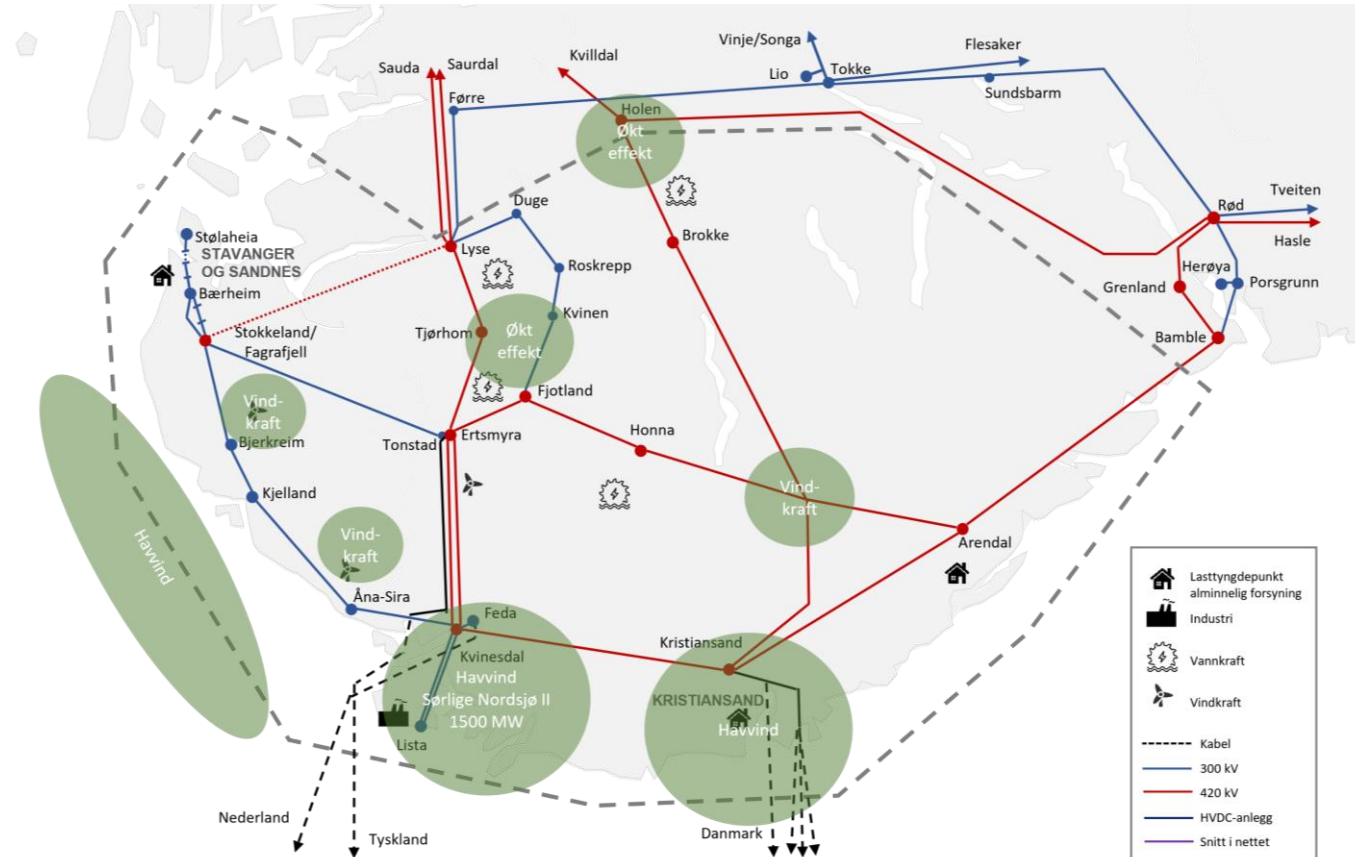 Vinje/Songa
Flesaker
Kvilldal
Sauda
Saurdal
Lio
Tokke
Sundsbarm
Førre
Holen
Økt
effekt
Duge
Tveiten
Rød
Stølaheia
STAVANGER
OG SANDNES
Lyse
Brokke
Hasle
Roskrepp
Herøya
Porsgrunn
Bærheim
Grenland
Kvinen
Stokkeland/
Fagrafjell
Tjørhom
Økt
effekt
Bamble
Vind-
kraft
Fjotland
Bjerkreim
Tonstad
Ertsmyra
Honna
Kjelland
Vind-
kraft
Havvind
Vind-
kraft
Arendal
Åna-Sira
Feda
Kvinesdal
Havvind
Sørlige Nordsjø II
1500 MW
Lista
Kristiansand
KRISTIANSAND
Havvind
Nederland
Tyskland
Danmark
Lasttyngdepunkt
alminnelig forsyning
Industri
Vannkraft
Vindkraft
Kabel
300 kV
420 kV
HVDC-anlegg
Snitt i nettet